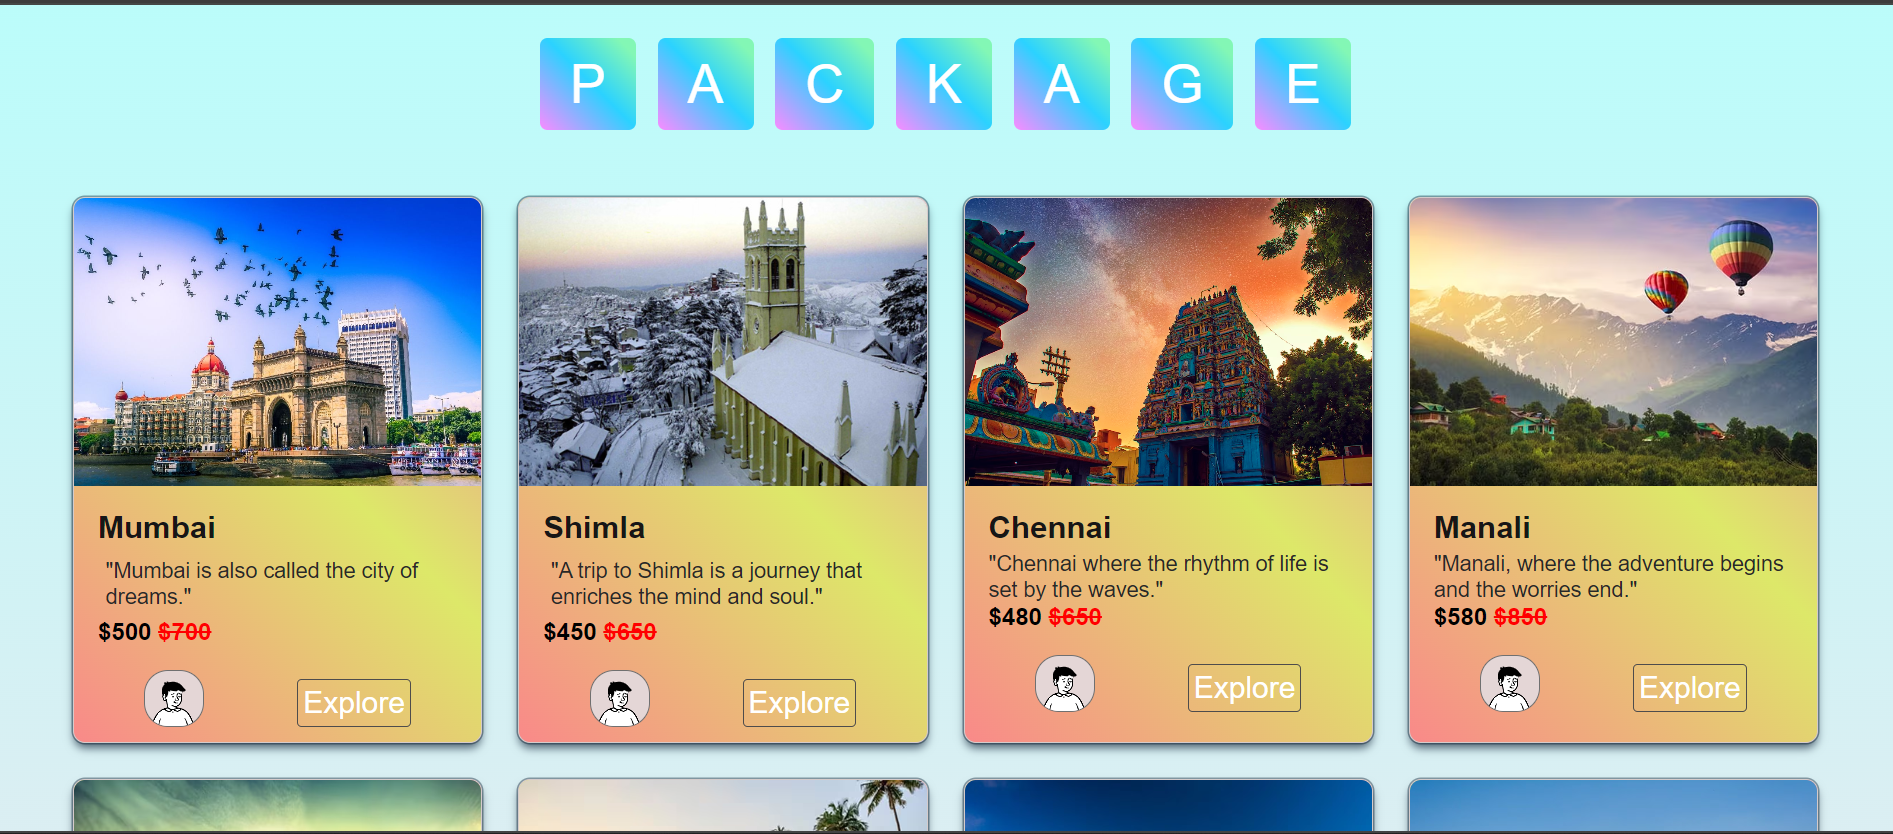 PACKAGE
Mumbai
"Mumbai is also called the city of
dreams."
$500 $700
Explore
Shimla
"A trip to Shimla is a journey that
enriches the mind and soul."
$450 $650
Explore
Chennai
"Chennai where the rhythm of life is
set by the waves."
$480 $650
Explore
Manali
"Manali, where the adventure begins
and the worries end."
$580 $850
Explore